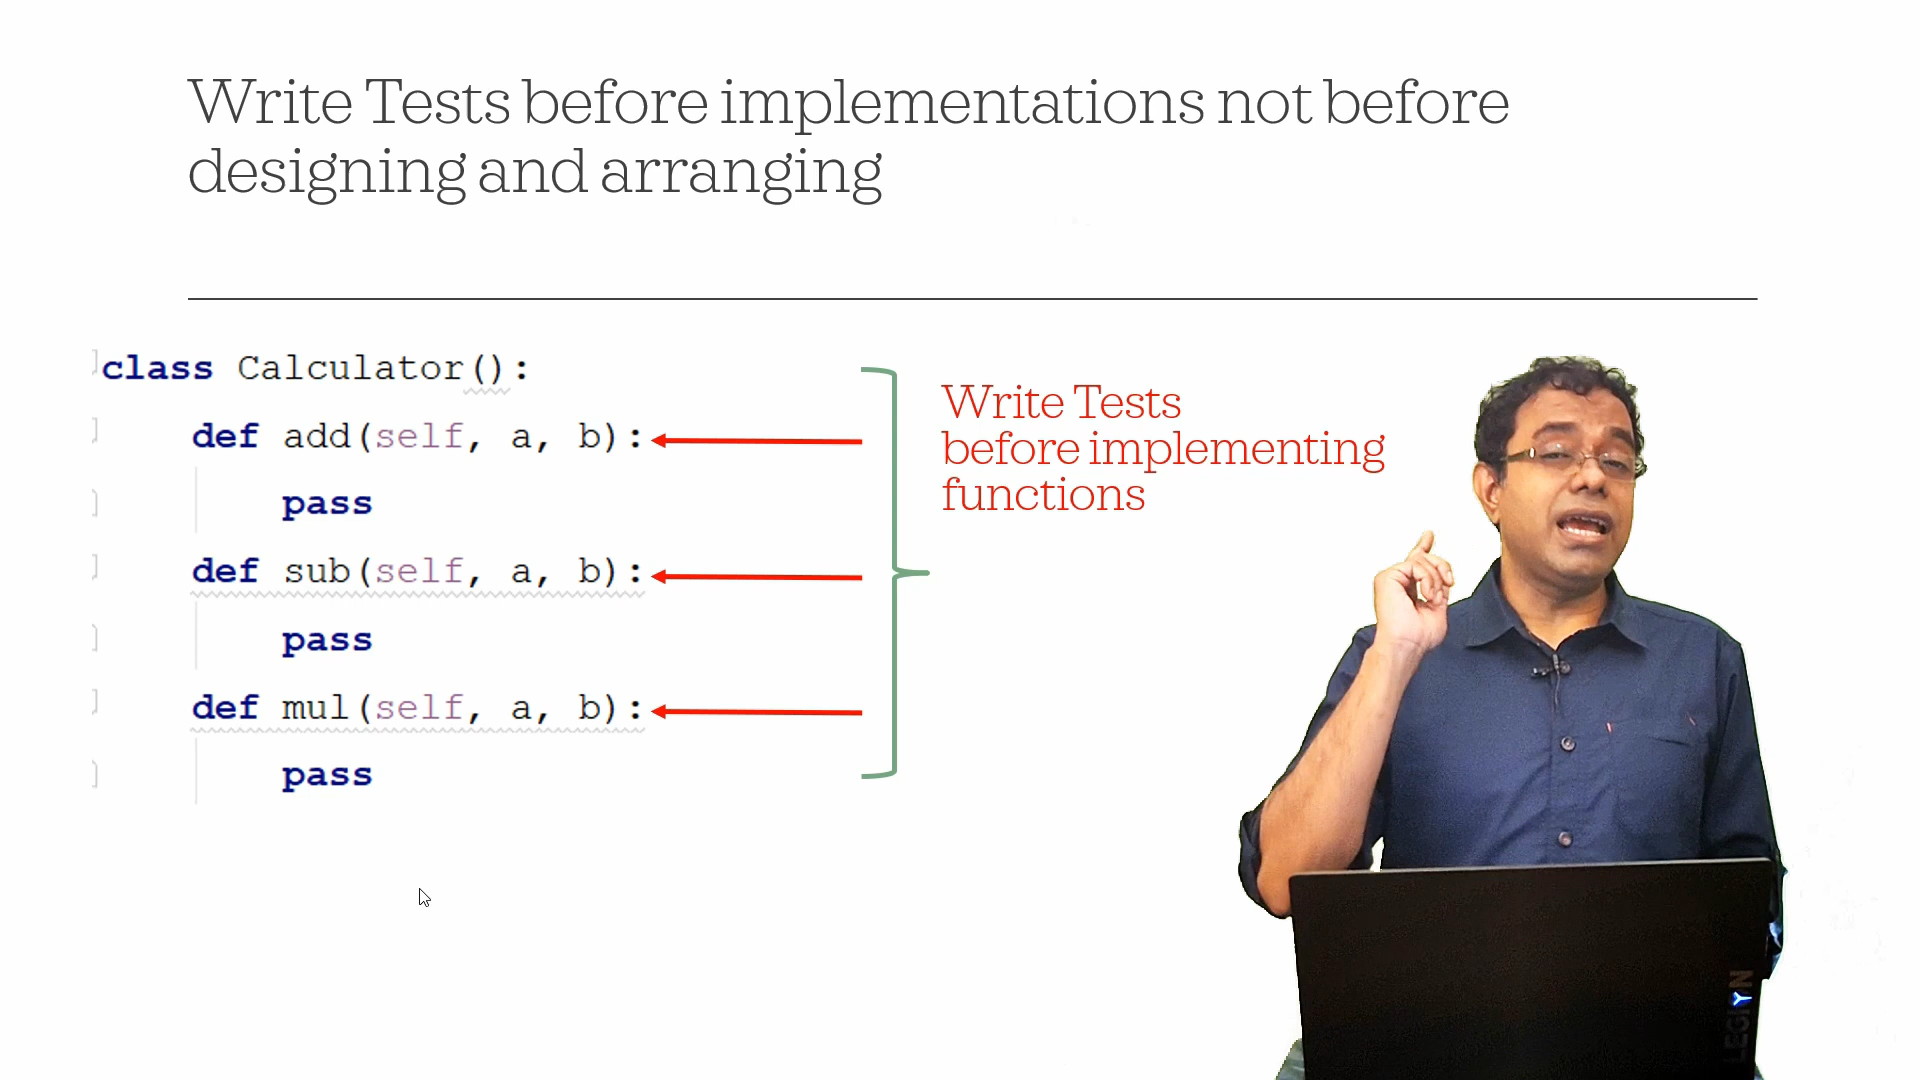 Write Tests before implementations not before
designing and arranging
class Calculator():
def add(self, a, b):
pass
def sub(self, a, b):
pass
def mul(self, a, b):
pass
Write Tests
before implementing
functions
LEGION